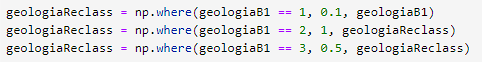 geologiaReclass = np.where(geologiaB1 == 1, 0.1, geologiaB1)
geologiaReclass = np.where(geologiaB1 == 2, 1, geologiaReclass)
geologiaReclass = np.where(geologiaB1 == 3, 0.5, geologiaReclass)